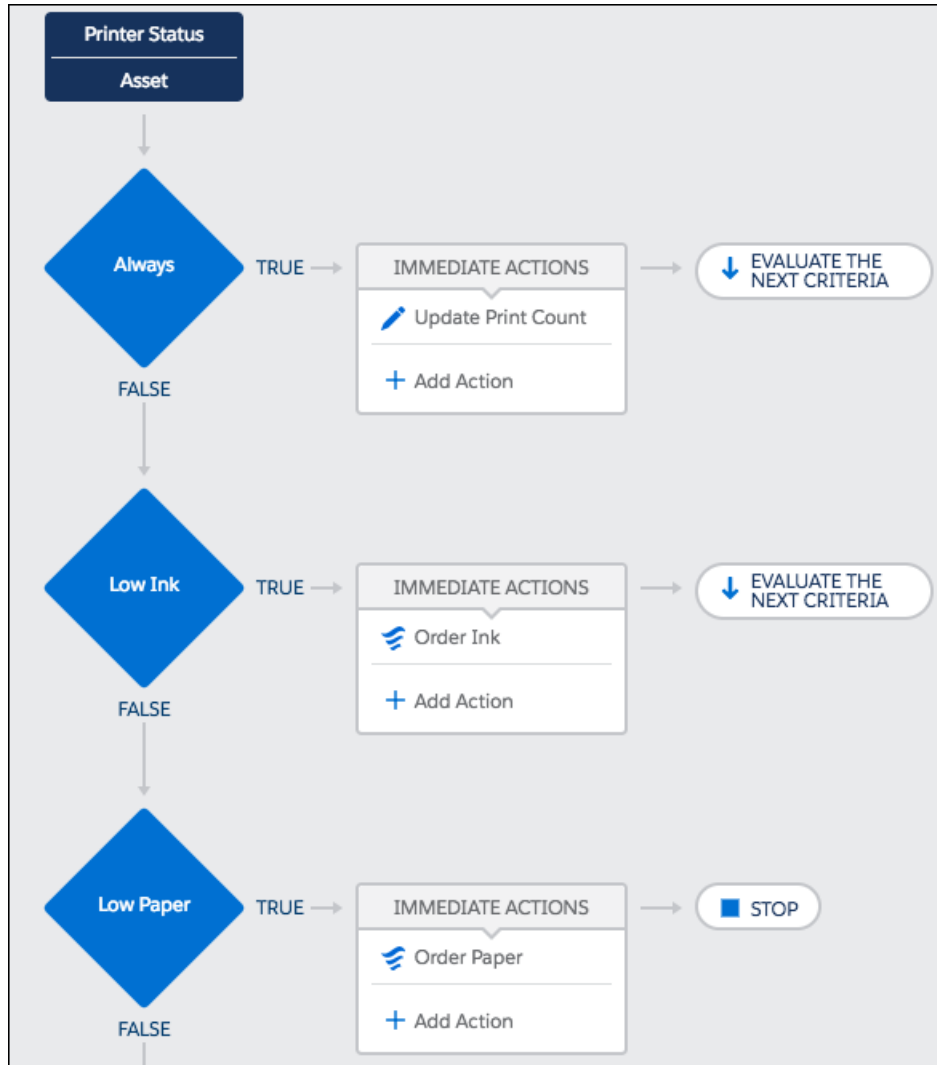 Printer Status
Asset
Always
TRUE
IMMEDIATE ACTIONS
Update Print Count
+ Add Action
EVALUATE THE
NEXT CRITERIA
FALSE
Low Ink
TRUE
IMMEDIATE ACTIONS
Order Ink
+ Add Action
EVALUATE THE
NEXT CRITERIA
FALSE
Low Paper
TRUE
IMMEDIATE ACTIONS
Order Paper
+ Add Action
STOP
FALSE